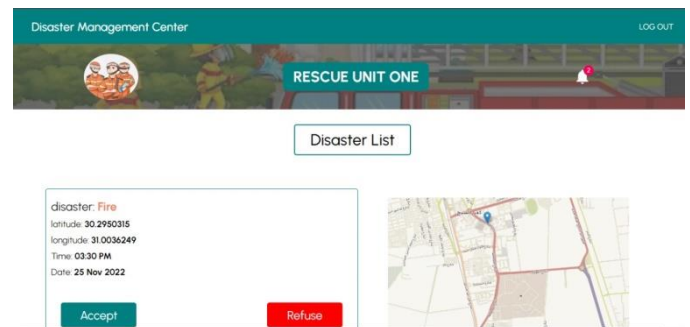 Disaster Management Center
LOG OUT
RESCUE UNIT ONE
2
Disaster List
disaster: Fire
latitude: 30.2950315
longitude: 31.0036249
Time: 03:30 PM
Date: 25 Nov 2022
Accept
Refuse